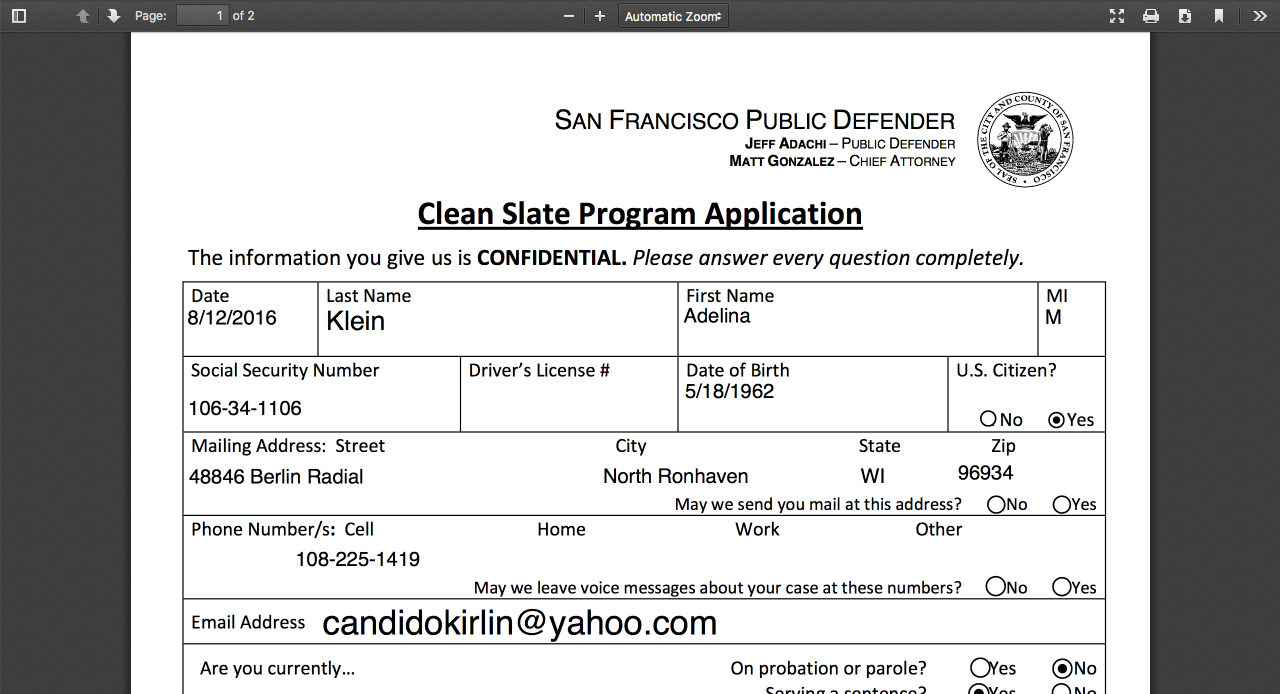 Page: 1 of 2 Automatic Zoom
SAN FRANCISCO PUBLIC DEFENDER
JEFF ADACHI – PUBLIC DEFENDER
MATT GONZALEZ – CHIEF ATTORNEY
SEAL OF THE CITY AND COUNTY OF SAN FRANCISCO
Clean Slate Program Application
The information you give us is CONFIDENTIAL. Please answer every question completely.
Date Last Name First Name MI
8/12/2016 Klein Adelina M
Social Security Number Driver's License # Date of Birth U.S. Citizen?
5/18/1962
106-34-1106
No Yes
Mailing Address: Street City State Zip
48846 Berlin Radial North Ronhaven WI 96934
May we send you mail at this address? No Yes
Phone Number/s: Cell Home Work Other
108-225-1419
May we leave voice messages about your case at these numbers? No Yes
Email Address candidokirlin@yahoo.com
Are you currently... On probation or parole? Yes No
Serving a sentence? Yes No